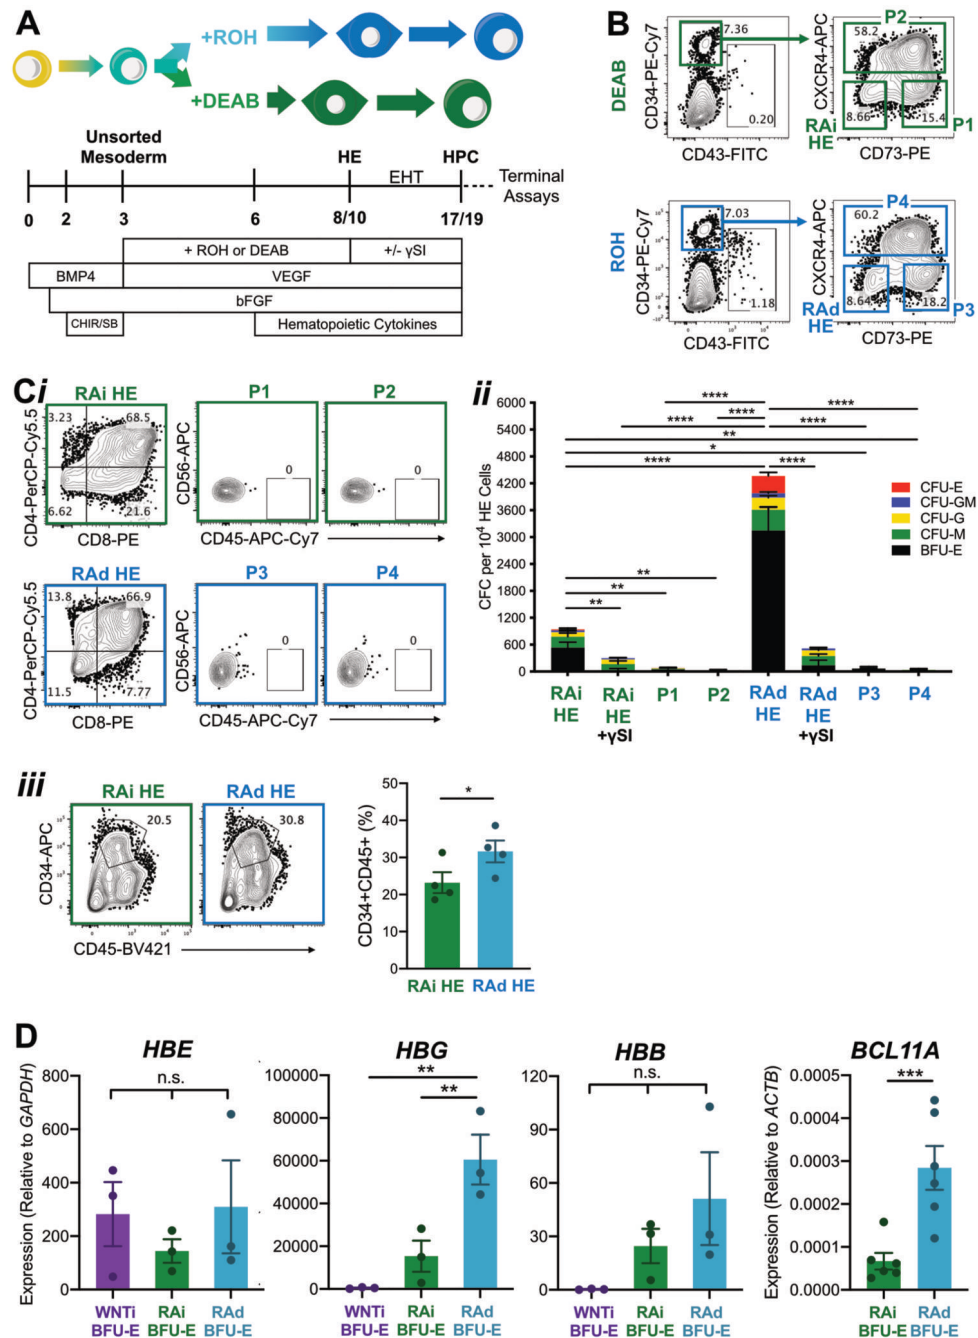 A
+ROH
+DEAB
Unsorted
Mesoderm
HE
HPC
EHT
Terminal
Assays
0
2
3
6
8/10
17/19
+ ROH or DEAB
+/- γSI
BMP4
VEGF
bFGF
CHIR/SB
Hematopoietic Cytokines
B
DEAB
CD34-PE-Cy7
7.36
0.20
CD43-FITC
P2
CXCR4-APC
58.2
8.66
15.4
RAi
HE
P1
CD73-PE
ROH
CD34-PE-Cy7
7.03
1.18
CD43-FITC
P4
CXCR4-APC
60.2
8.64
18.2
RAd
HE
P3
CD73-PE
Ci
RAi HE
P1
P2
CD4-PerCP-Cy5.5
3.23
68.5
6.62
21.6
CD8-PE
CD56-APC
0
0
CD45-APC-Cy7
RAd HE
P3
P4
CD4-PerCP-Cy5.5
13.8
66.9
11.5
7.77
CD8-PE
CD56-APC
0
0
CD45-APC-Cy7
ii
CFC per 10⁴ HE Cells
6000
5400
4800
4200
3600
3000
2400
1800
1200
600
0
****
****
****
****
****
**
*
****
****
**
**
**
CFU-E
CFU-GM
CFU-G
CFU-M
BFU-E
RAi
HE
RAi
HE
+γSI
P1
P2
RAd
HE
RAd
HE
+γSI
P3
P4
iii
RAi HE
RAd HE
CD34-APC
20.5
30.8
CD45-BV421
CD34+CD45+ (%)
50
40
30
20
10
0
*
RAi HE
RAd HE
D
HBE
Expression (Relative to GAPDH)
800
600
400
200
0
n.s.
WNTi
BFU-E
RAi
BFU-E
RAd
BFU-E
HBG
100000
80000
60000
40000
20000
0
**
**
WNTi
BFU-E
RAi
BFU-E
RAd
BFU-E
HBB
120
90
60
30
0
n.s.
WNTi
BFU-E
RAi
BFU-E
RAd
BFU-E
BCL11A
Expression (Relative to ACTB)
0.0005
0.0004
0.0003
0.0002
0.0001
0.0000
***
RAi
BFU-E
RAd
BFU-E